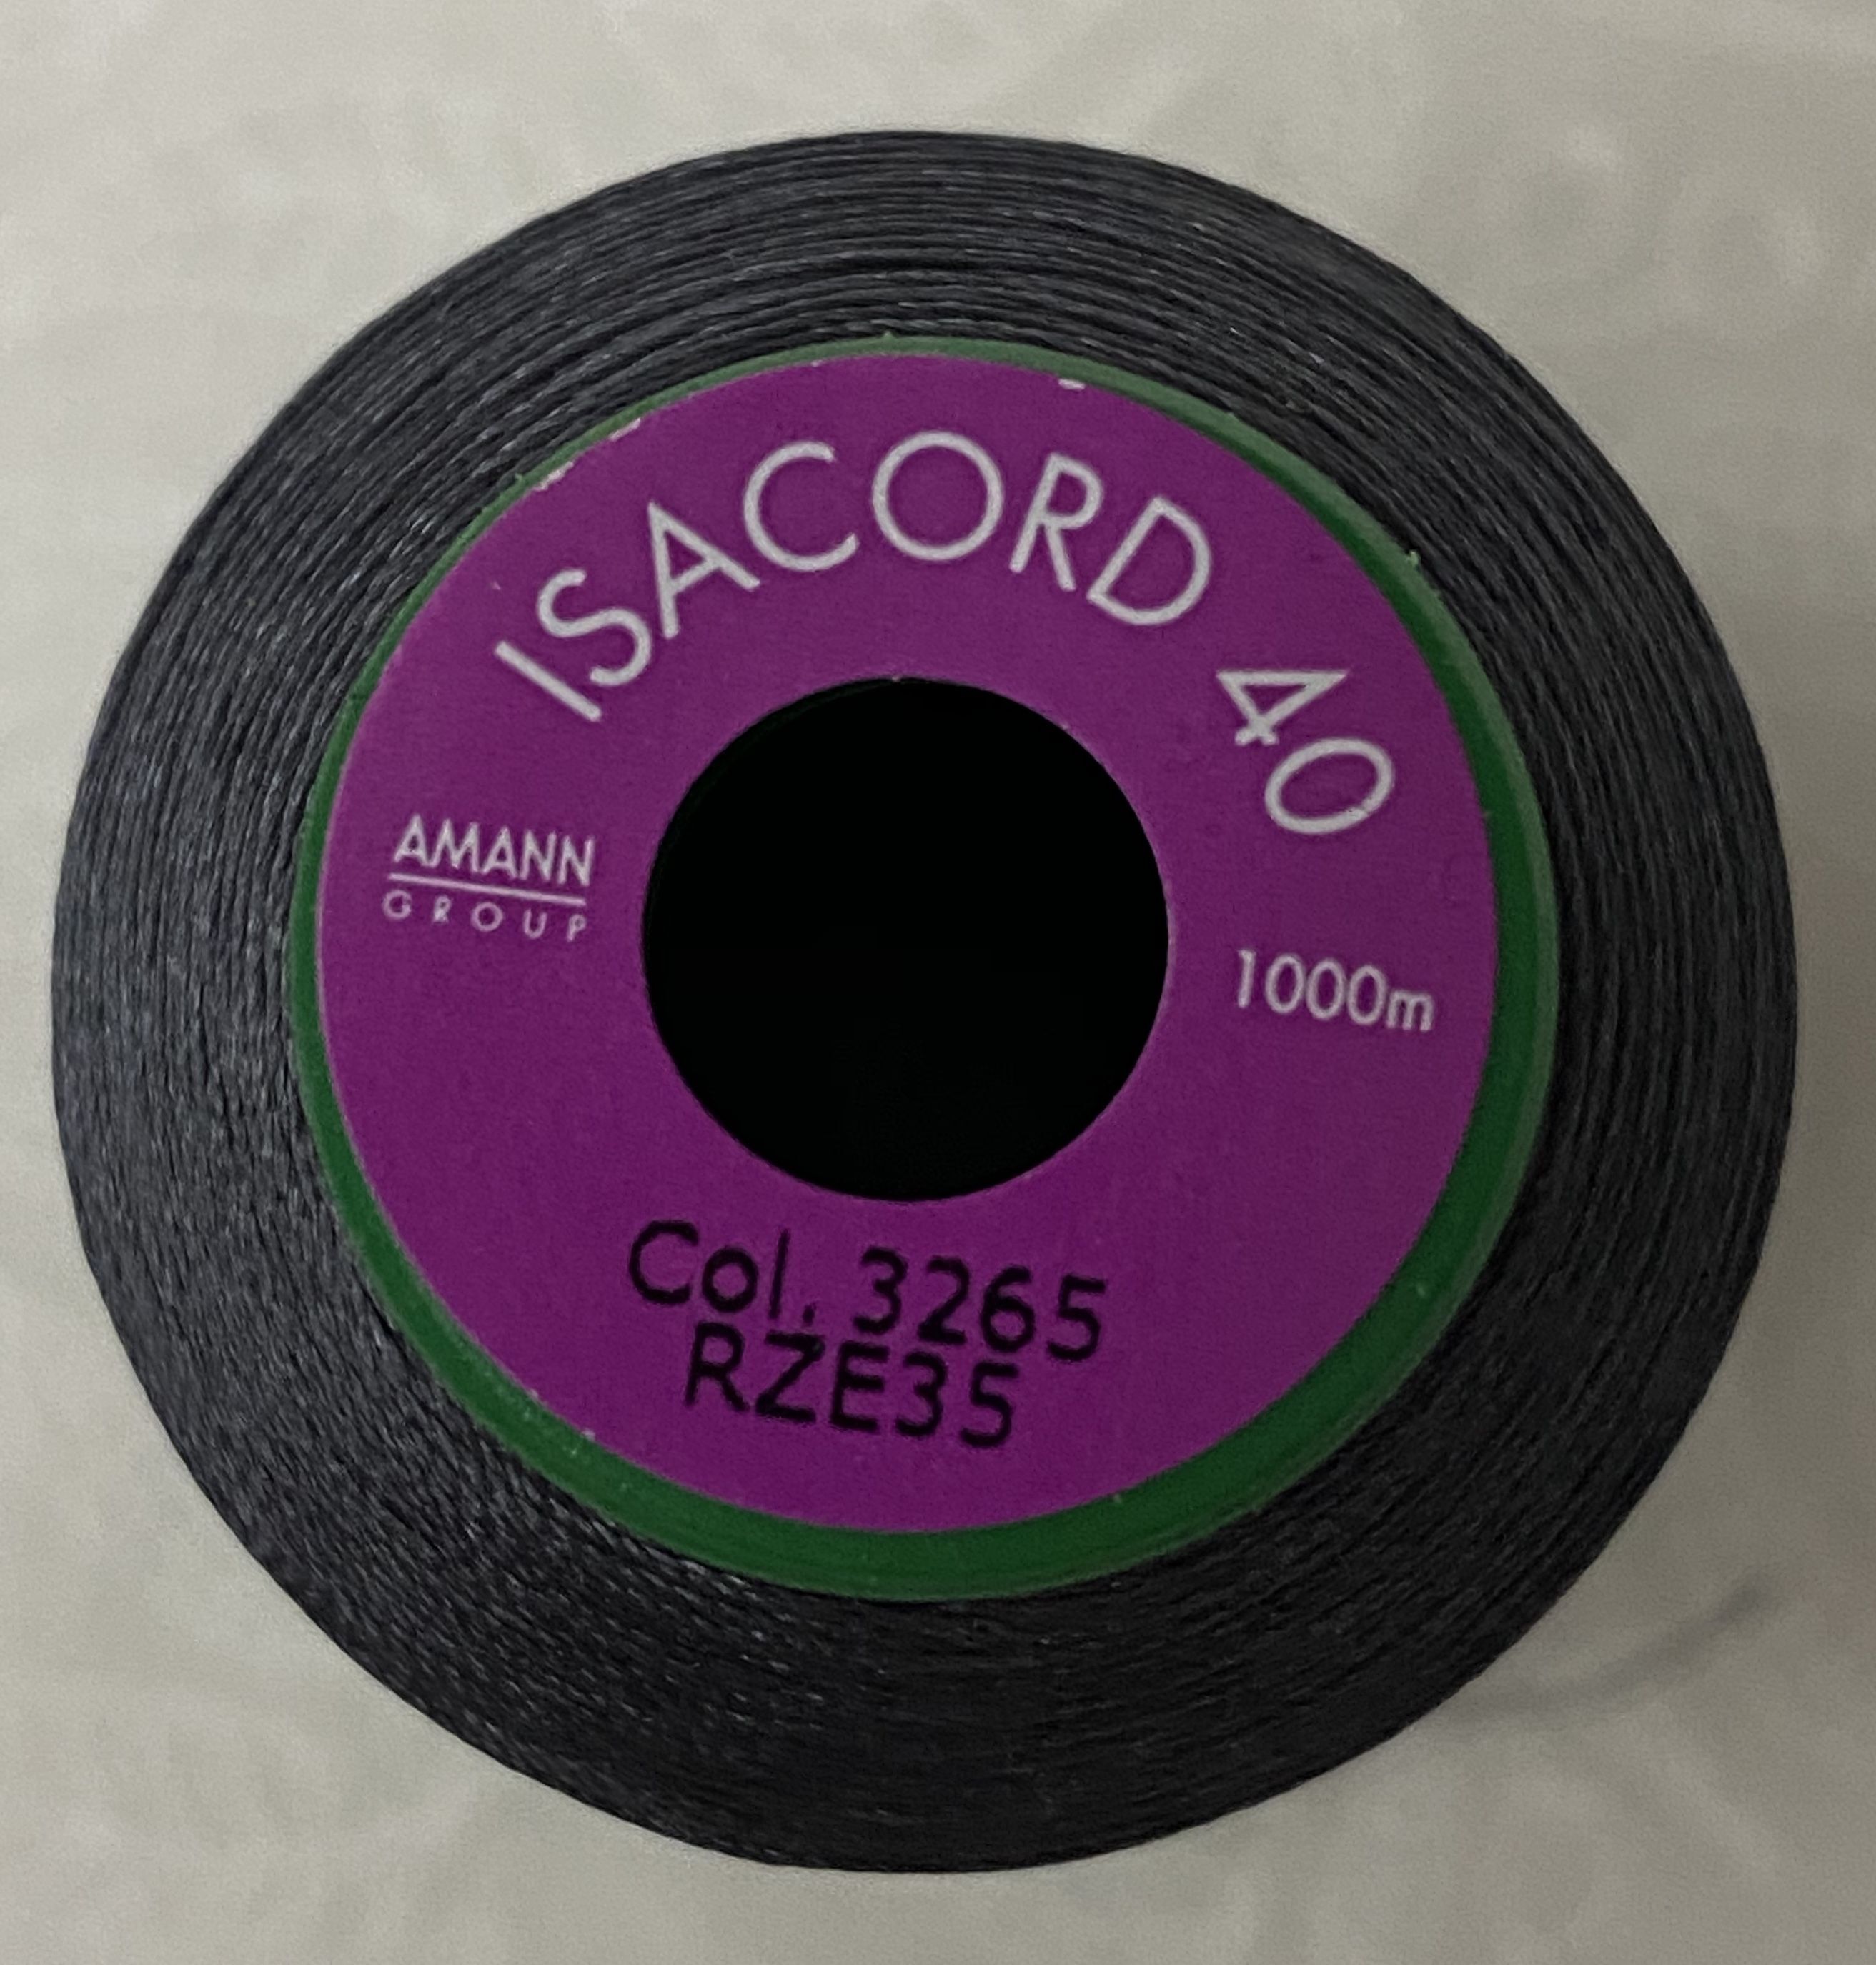 ISACORD 40
AMANN
GROUP
1000m
Col. 3265
RZE35